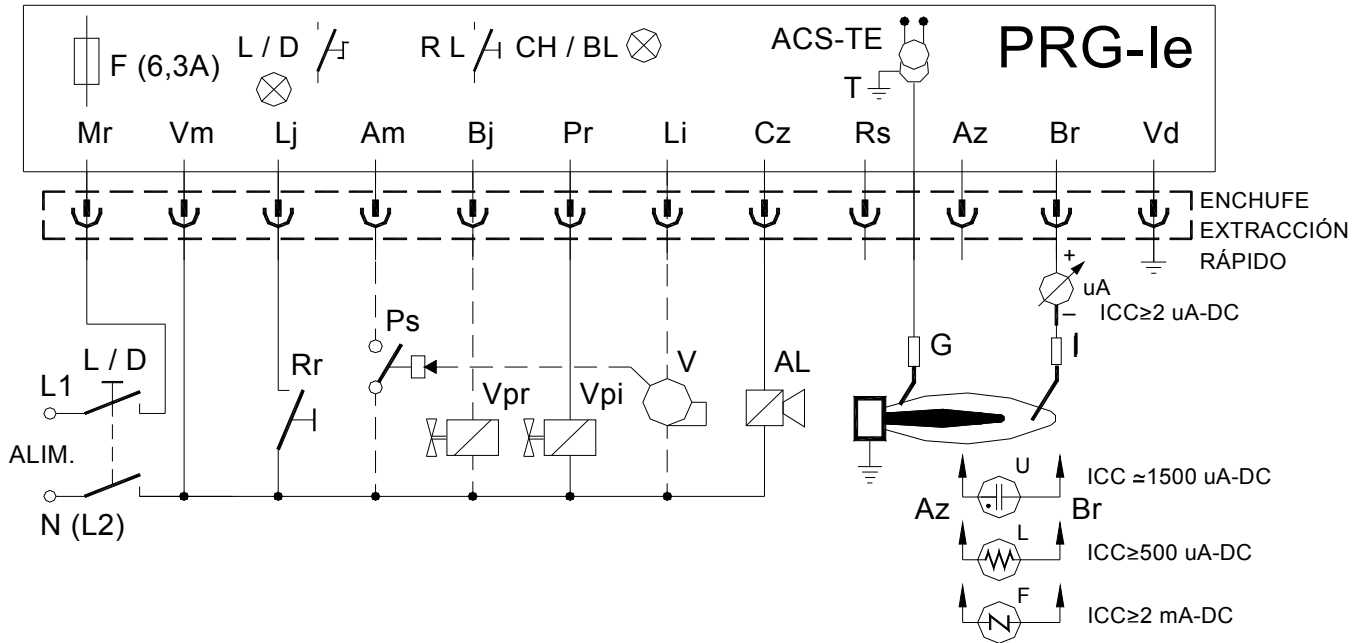 F (6,3A)
L / D
R L
CH / BL
ACS-TE
T
PRG-Ie
Mr Vm Lj Am Bj Pr Li Cz Rs Az Br Vd
ENCHUFE
EXTRACCIÓN
RÁPIDO
+
uA
–
ICC≥2 uA-DC
L / D
L1
ALIM.
N (L2)
Rr
Ps
Vpr
Vpi
V
AL
G
I
U
ICC ≃1500 uA-DC
Az
Br
L
ICC≥500 uA-DC
F
ICC≥2 mA-DC